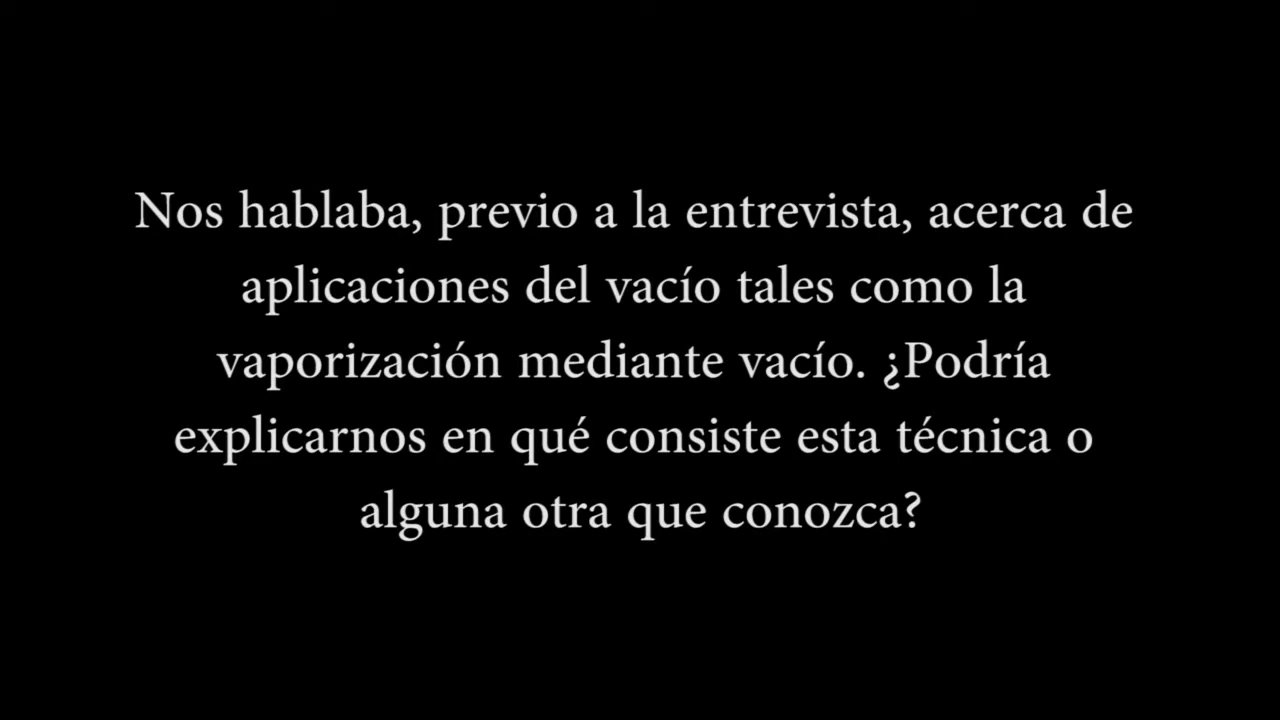 Nos hablaba, previo a la entrevista, acerca de
aplicaciones del vacío tales como la
vaporización mediante vacío. ¿Podría
explicarnos en qué consiste esta técnica o
alguna otra que conozca?